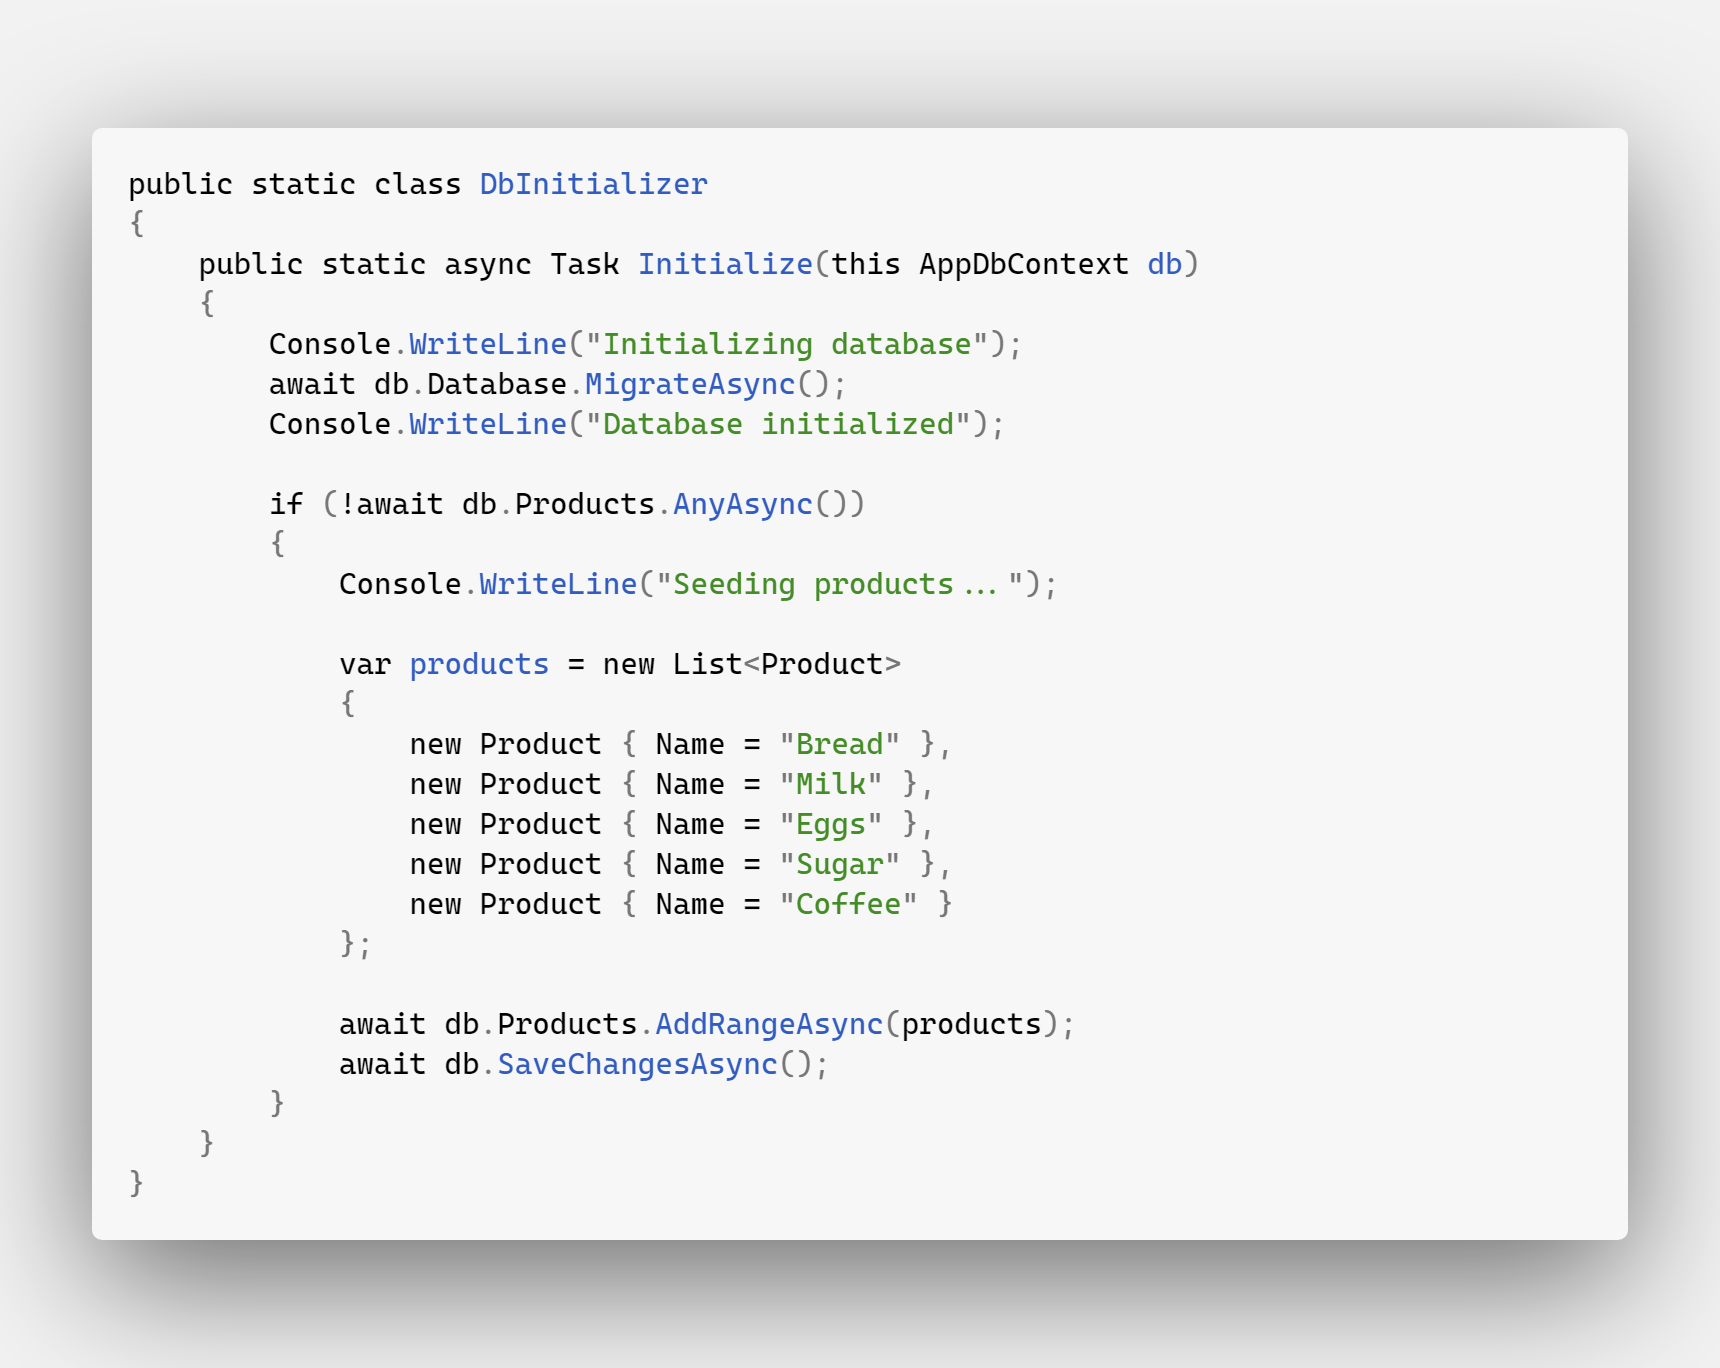 public static class DbInitializer
{
    public static async Task Initialize(this AppDbContext db)
    {
        Console.WriteLine("Initializing database");
        await db.Database.MigrateAsync();
        Console.WriteLine("Database initialized");

        if (!await db.Products.AnyAsync())
        {
            Console.WriteLine("Seeding products...");

            var products = new List<Product>
            {
                new Product { Name = "Bread" },
                new Product { Name = "Milk" },
                new Product { Name = "Eggs" },
                new Product { Name = "Sugar" },
                new Product { Name = "Coffee" }
            };

            await db.Products.AddRangeAsync(products);
            await db.SaveChangesAsync();
        }
    }
}